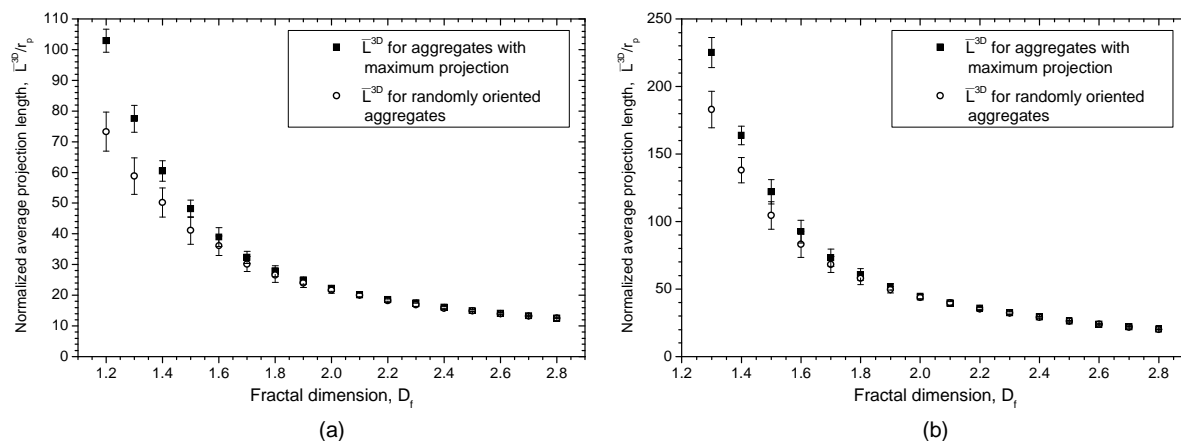 110
100
90
80
70
60
50
40
30
20
10
0
Normalized average projection length, L̅³ᴰ/rₚ
L̅³ᴰ for aggregates with
maximum projection
L̅³ᴰ for randomly oriented
aggregates
1.2 1.4 1.6 1.8 2.0 2.2 2.4 2.6 2.8
Fractal dimension, D_f
(a)
250
200
150
100
50
0
Normalized average projection length, L̅³ᴰ/rₚ
L̅³ᴰ for aggregates with
maximum projection
L̅³ᴰ for randomly oriented
aggregates
1.2 1.4 1.6 1.8 2.0 2.2 2.4 2.6 2.8
Fractal dimension, D_f
(b)